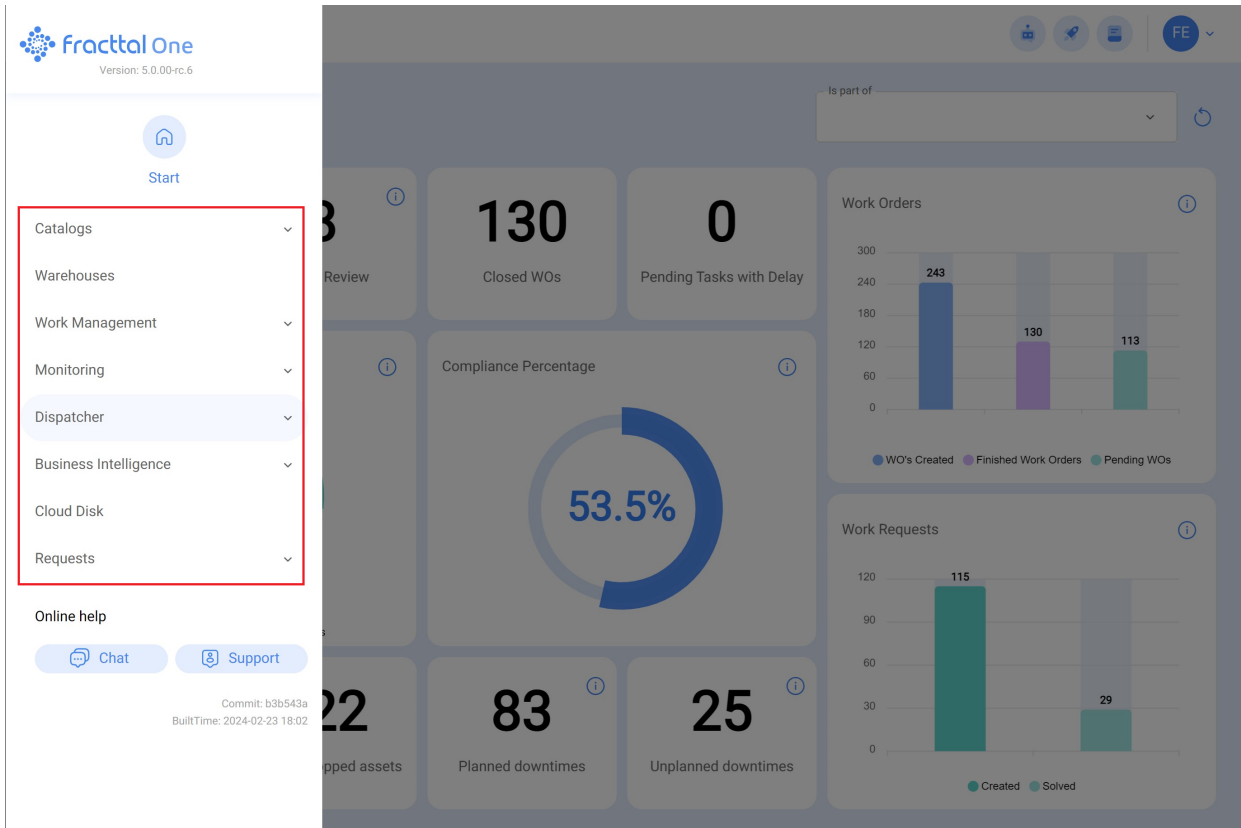 fracttal One
Version: 5.0.00-rc.6
Start
Catalogs
Warehouses
Work Management
Monitoring
Dispatcher
Business Intelligence
Cloud Disk
Requests
Online help
Chat
Support
Commit: b3b543a
BuiltTime: 2024-02-23 18:02
FE
Is part of
Review
130
Closed WOs
0
Pending Tasks with Delay
Work Orders
300
240
180
120
60
0
243
130
113
WO's Created
Finished Work Orders
Pending WOs
Compliance Percentage
53.5%
Work Requests
120
90
60
30
0
115
29
Created
Solved
22
assets
83
Planned downtimes
25
Unplanned downtimes